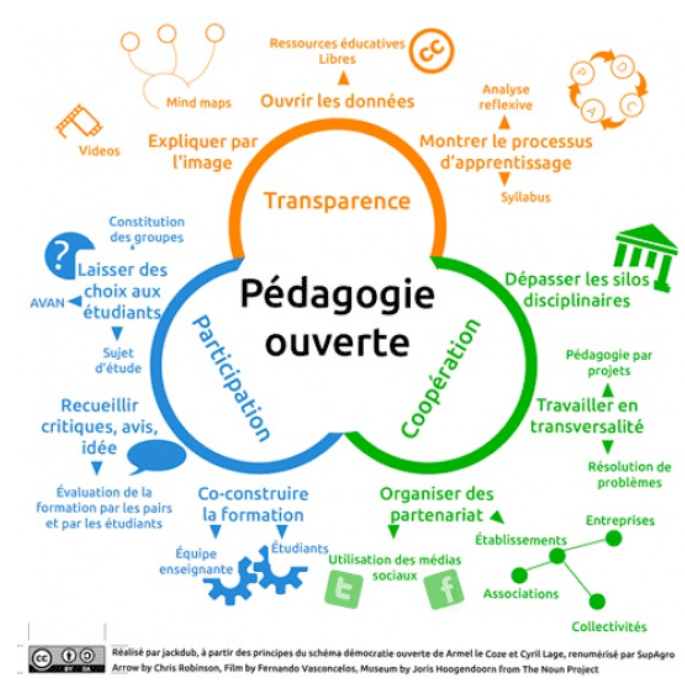 Ressources éducatives
Libres
cc
Mind maps
Ouvrir les données
Analyse
reflexive
P
D
C
A
Videos
Expliquer par
l'image
Montrer le processus
d'apprentissage
Syllabus
Transparence
Constitution
des groupes
?
Laisser des
choix aux
étudiants
AVAN
Sujet
d'étude
Pédagogie
ouverte
Participation
Coopération
Dépasser les silos
disciplinaires
Pédagogie par
projets
Travailler en
transversalité
Résolution de
problèmes
Recueillir
critiques, avis,
idée
Évaluation de la
formation par les pairs
et par les étudiants
Co-construire
la formation
Équipe
enseignante
Étudiants
Organiser des
partenariat
Utilisation des médias
sociaux
t
f
Entreprises
Établissements
Associations
Collectivités
cc BY SA
Réalisé par jackdub, à partir des principes du schéma démocratie ouverte de Armel le Coze et Cyril Lage, renumérisé par SupAgro
Arrow by Chris Robinson, Film by Fernando Vasconcelos, Museum by Joris Hoogendoorn from The Noun Project